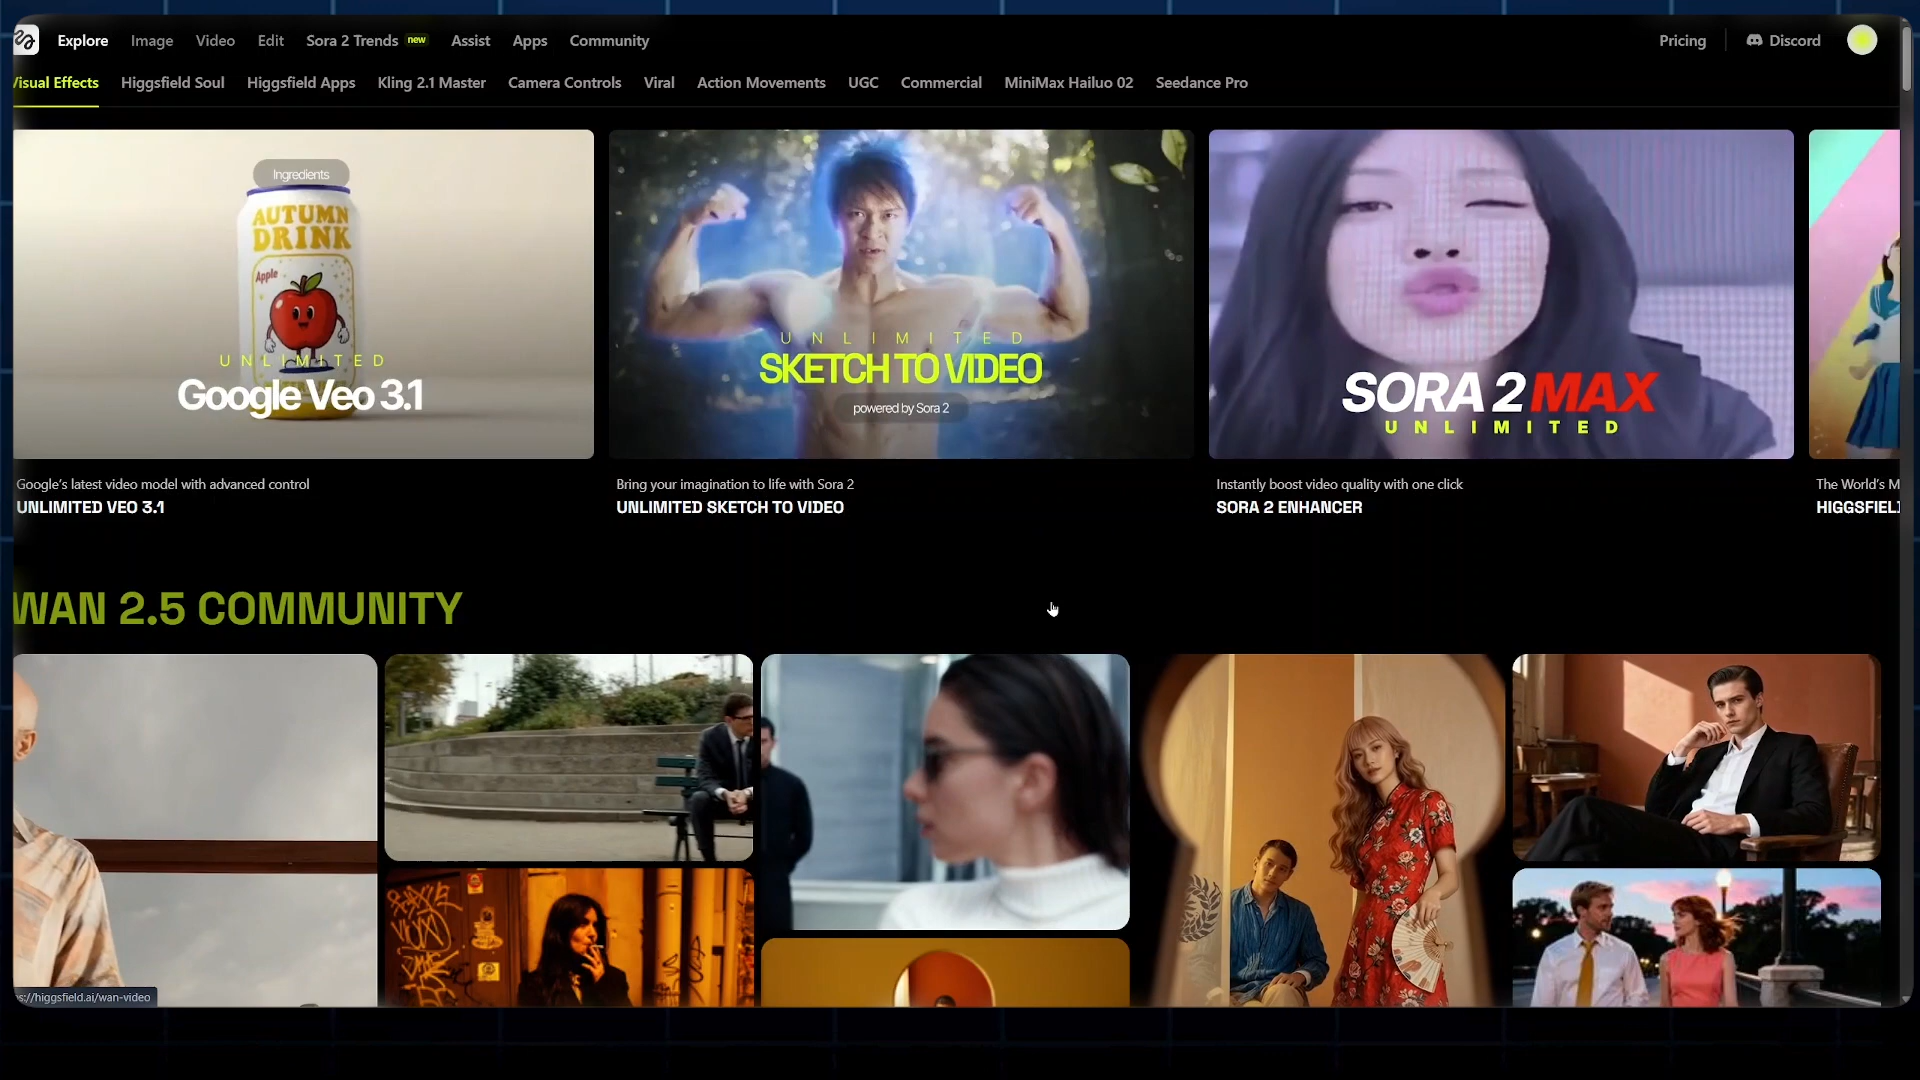 Explore Image Video Edit Sora 2 Trends new Assist Apps Community Pricing Discord
Visual Effects Higgsfield Soul Higgsfield Apps Kling 2.1 Master Camera Controls Viral Action Movements UGC Commercial MiniMax Hailuo 02 Seedance Pro
Ingredients
AUTUMN
DRINK
Apple
UNLIMITED
Google Veo 3.1
UNLIMITED
SKETCH TO VIDEO
powered by Sora 2
SORA 2 MAX
UNLIMITED
Google's latest video model with advanced control
UNLIMITED VEO 3.1
Bring your imagination to life with Sora 2
UNLIMITED SKETCH TO VIDEO
Instantly boost video quality with one click
SORA 2 ENHANCER
The World's M
HIGGSFIEL
WAN 2.5 COMMUNITY
s://higgsfield.ai/wan-video